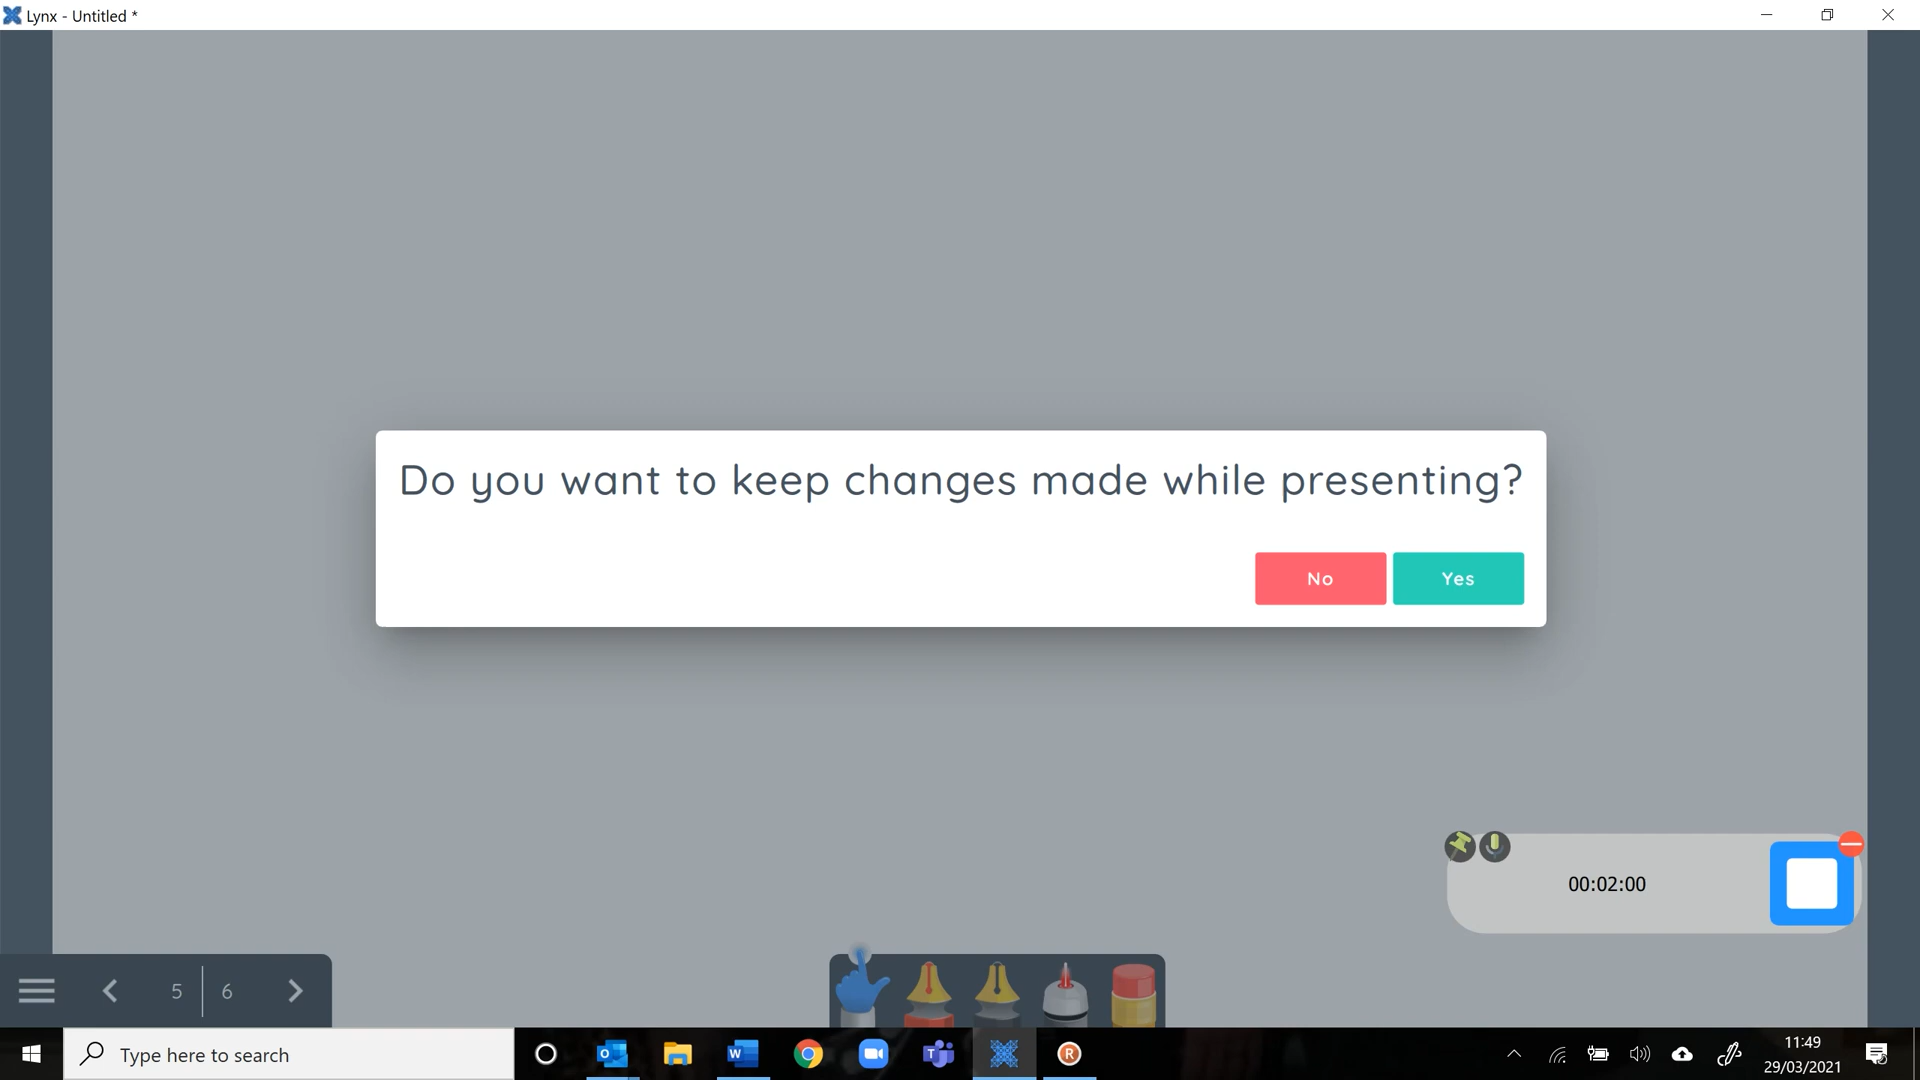 Lynx - Untitled *
Do you want to keep changes made while presenting?
No Yes
00:02:00
5 6
Type here to search
11:49
29/03/2021